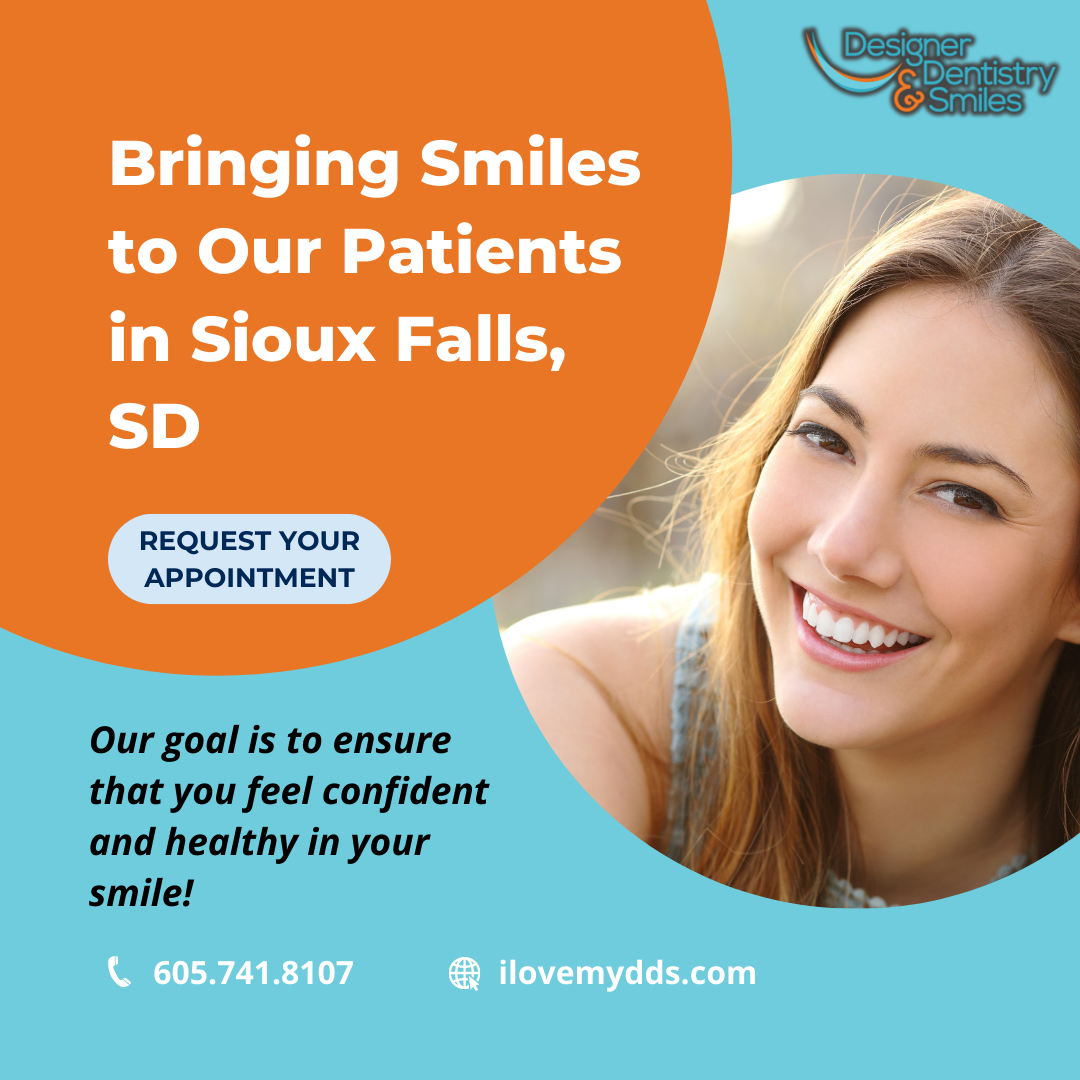 Designer
& Dentistry
Smiles
Bringing Smiles
to Our Patients
in Sioux Falls,
SD
REQUEST YOUR
APPOINTMENT
Our goal is to ensure
that you feel confident
and healthy in your
smile!
605.741.8107
ilovemydds.com